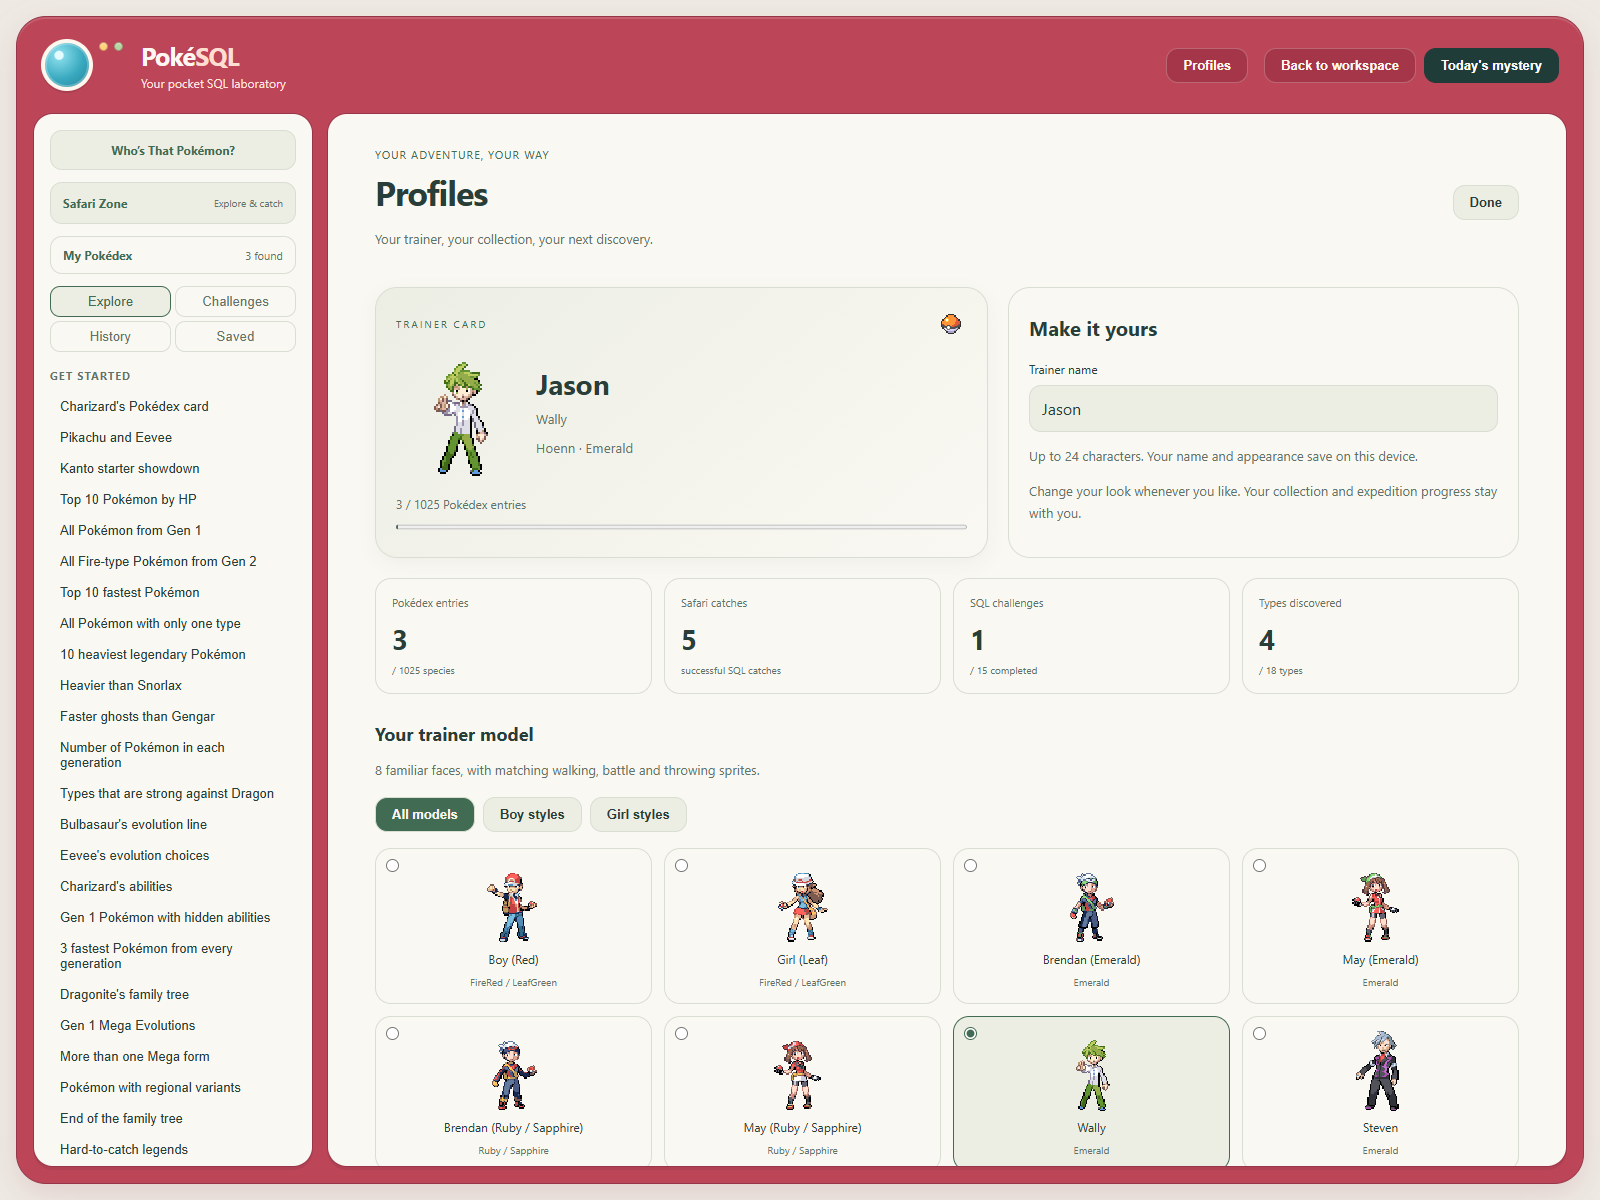 PokéSQL
Your pocket SQL laboratory
Profiles
Back to workspace
Today's mystery
Who's That Pokémon?
Safari Zone
Explore & catch
My Pokédex
3 found
Explore
Challenges
History
Saved
GET STARTED
Charizard's Pokédex card
Pikachu and Eevee
Kanto starter showdown
Top 10 Pokémon by HP
All Pokémon from Gen 1
All Fire-type Pokémon from Gen 2
Top 10 fastest Pokémon
All Pokémon with only one type
10 heaviest legendary Pokémon
Heavier than Snorlax
Faster ghosts than Gengar
Number of Pokémon in each
generation
Types that are strong against Dragon
Bulbasaur's evolution line
Eevee's evolution choices
Charizard's abilities
Gen 1 Pokémon with hidden abilities
3 fastest Pokémon from every
generation
Dragonite's family tree
Gen 1 Mega Evolutions
More than one Mega form
Pokémon with regional variants
End of the family tree
Hard-to-catch legends
YOUR ADVENTURE, YOUR WAY
Profiles
Your trainer, your collection, your next discovery.
Done
TRAINER CARD
Jason
Wally
Hoenn · Emerald
3 / 1025 Pokédex entries
Make it yours
Trainer name
Jason
Up to 24 characters. Your name and appearance save on this device.
Change your look whenever you like. Your collection and expedition progress stay
with you.
Pokédex entries
3
/ 1025 species
Safari catches
5
successful SQL catches
SQL challenges
1
/ 15 completed
Types discovered
4
/ 18 types
Your trainer model
8 familiar faces, with matching walking, battle and throwing sprites.
All models
Boy styles
Girl styles
Boy (Red)
FireRed / LeafGreen
Girl (Leaf)
FireRed / LeafGreen
Brendan (Emerald)
Emerald
May (Emerald)
Emerald
Brendan (Ruby / Sapphire)
Ruby / Sapphire
May (Ruby / Sapphire)
Ruby / Sapphire
Wally
Emerald
Steven
Emerald